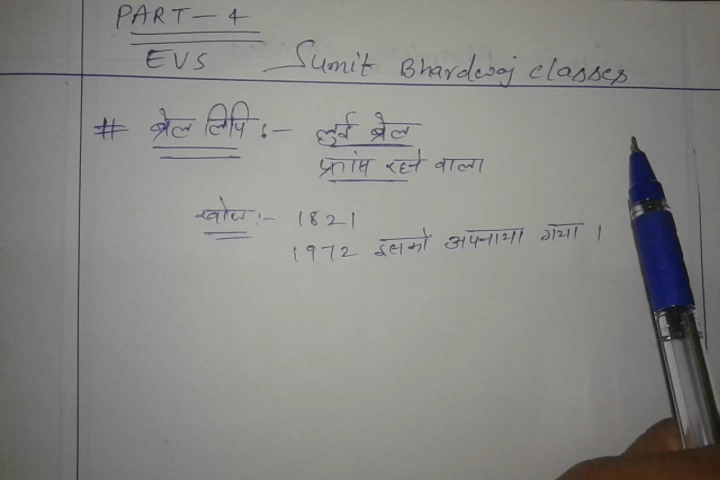 PART-4
EVS Sumit Bhardwaj classes
# ब्रेल लिपि :- लुई ब्रेल
फ्रांस रहने वाला
खोज :- 1821
1972 इसको अपनाया गया ।